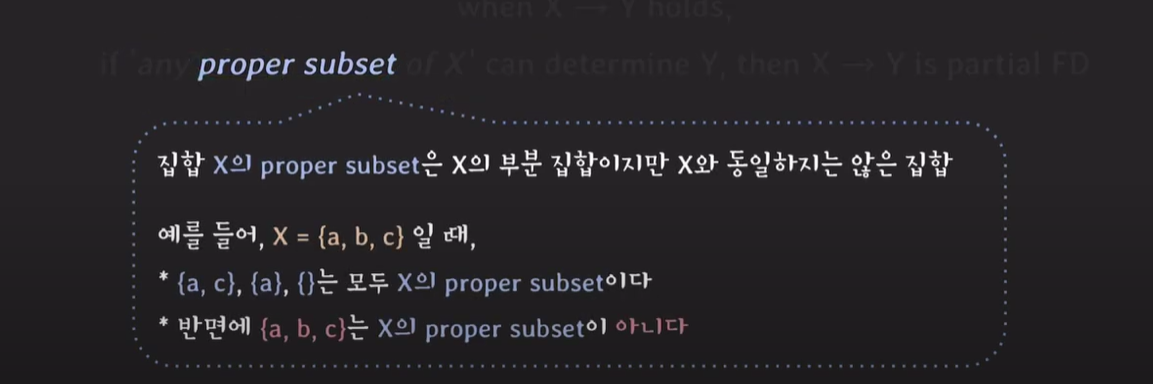 when X → Y holds,
if 'any proper subset of X' can determine Y, then X → Y is partial FD
집합 X의 proper subset은 X의 부분 집합이지만 X와 동일하지는 않은 집합
예를 들어, X = {a, b, c} 일 때,
* {a, c}, {a}, {}는 모두 X의 proper subset이다
* 반면에 {a, b, c}는 X의 proper subset이 아니다